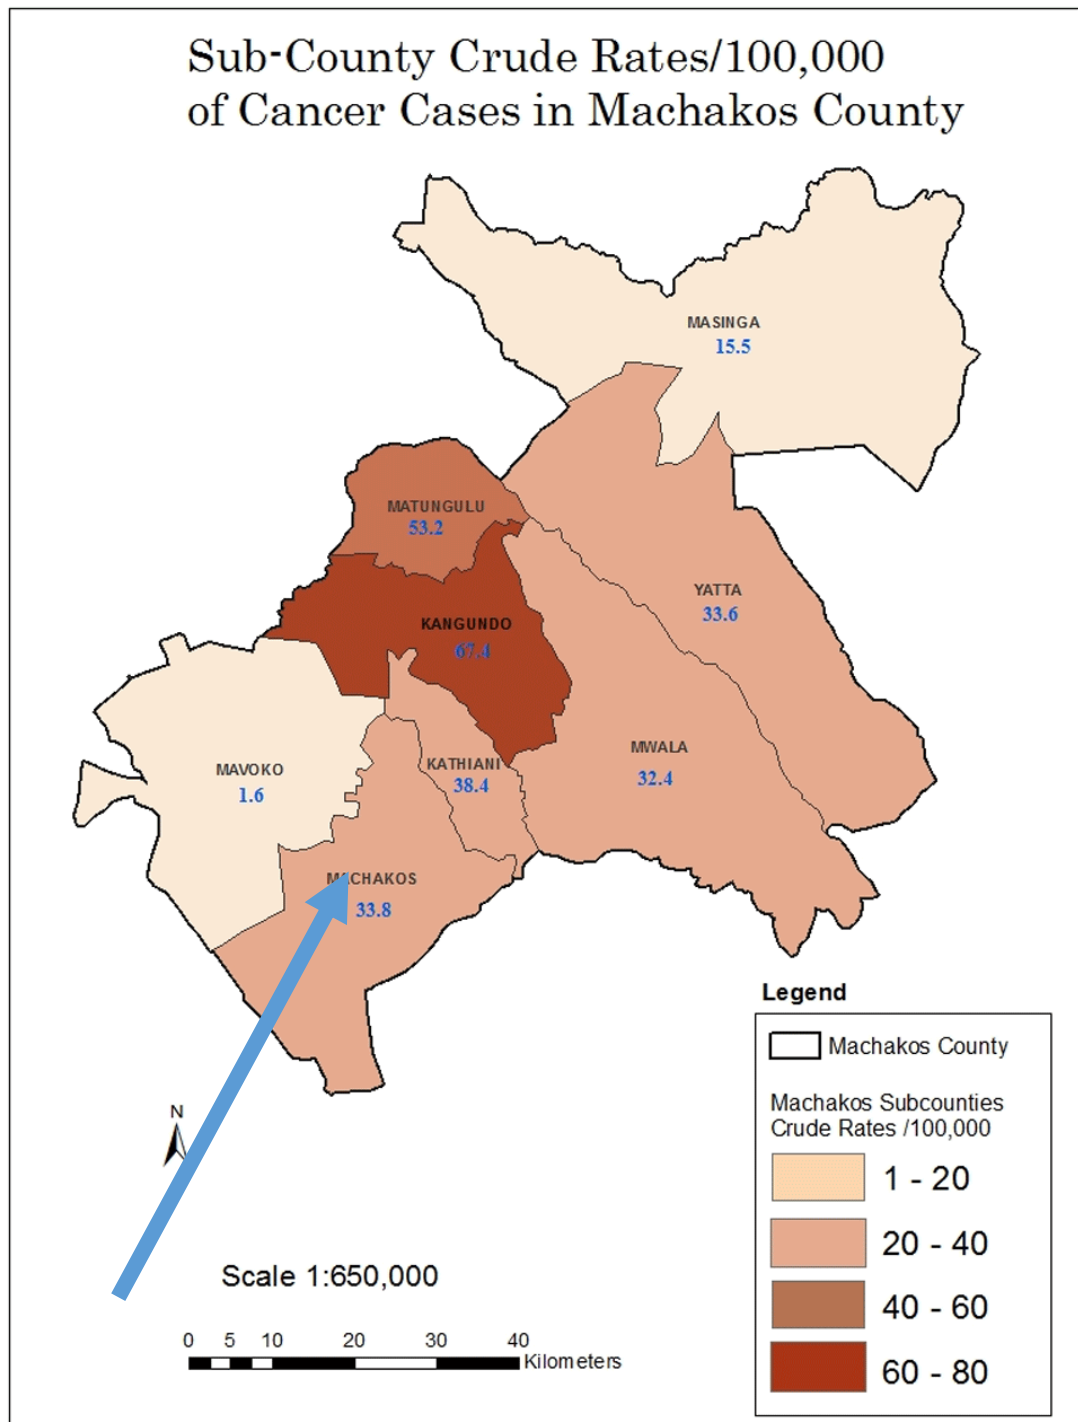 Sub-County Crude Rates/100,000
of Cancer Cases in Machakos County
MASINGA
15.5
MATUNGULU
53.2
YATTA
33.6
KANGUNDO
67.4
MWALA
32.4
KATHIANI
38.4
MAVOKO
1.6
MACHAKOS
33.8
Legend
Machakos County
Machakos Subcounties
Crude Rates /100,000
1 - 20
20 - 40
40 - 60
60 - 80
N
Scale 1:650,000
0 5 10 20 30 40
Kilometers